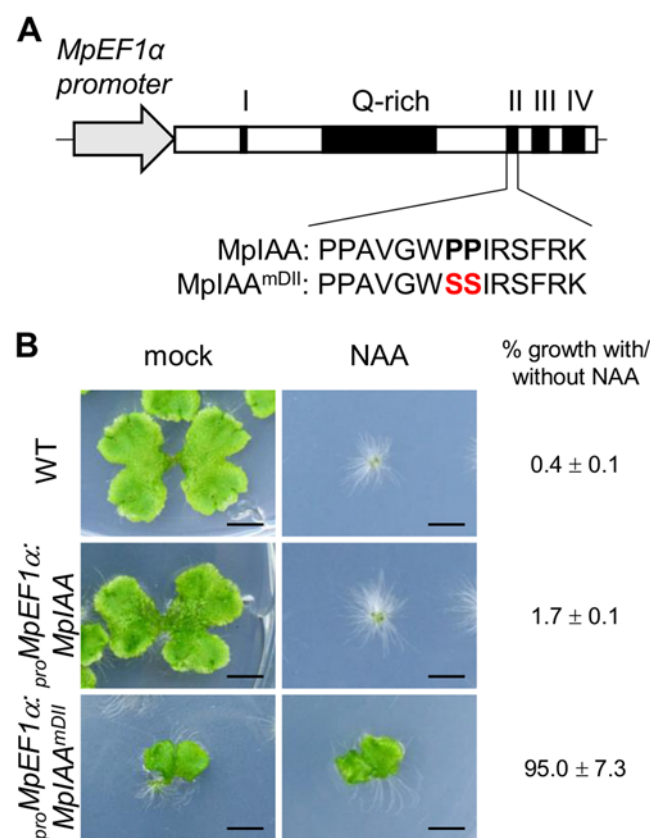 A
MpEF1α
promoter
I Q-rich II III IV
MpIAA: PPAVGWPPIRSFRK
MpIAAmDII: PPAVGWSSIRSFRK
B
mock NAA % growth with/
without NAA
WT
0.4 ± 0.1
proMpEF1α:
MpIAA
1.7 ± 0.1
proMpEF1α:
MpIAAmDII
95.0 ± 7.3